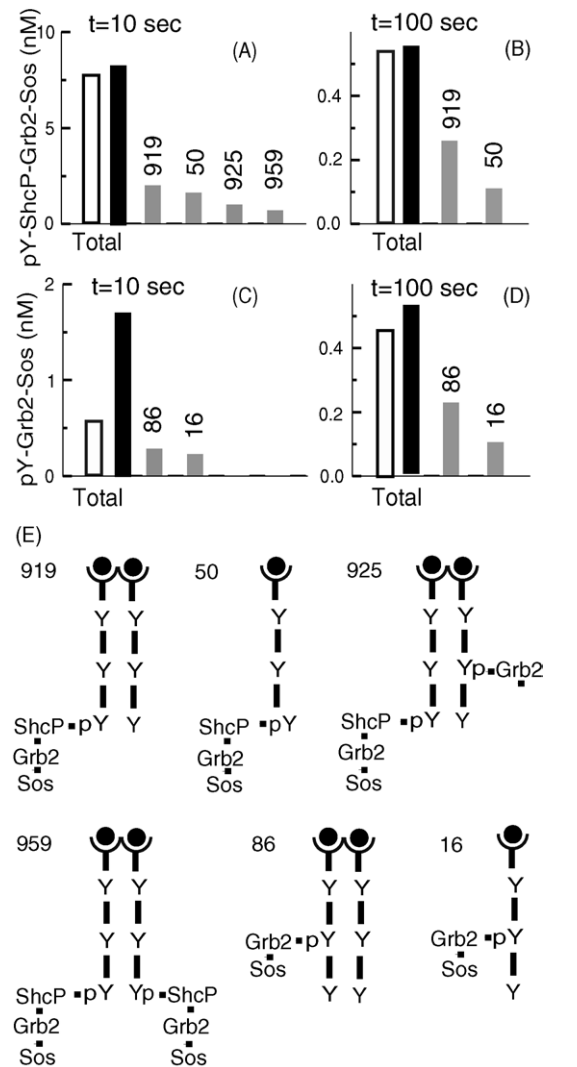 t=10 sec
(A)
pY-ShcP-Grb2-Sos (nM)
10
5
0
919
50
925
959
Total
t=100 sec
(B)
0.4
0.2
0.0
919
50
Total
t=10 sec
(C)
pY-Grb2-Sos (nM)
2
1
0
86
16
Total
t=100 sec
(D)
0.4
0.2
0.0
86
16
Total
(E)
919
Y Y
Y Y
ShcP pY Y
Grb2
Sos
50
Y
Y
ShcP pY
Grb2
Sos
925
Y Y
Y Yp Grb2
ShcP pY Y
Grb2
Sos
959
Y Y
Y Y
ShcP pY Yp ShcP
Grb2 Grb2
Sos Sos
86
Y Y
Grb2 pY Y
Sos
Y Y
16
Y
Grb2 pY
Sos
Y